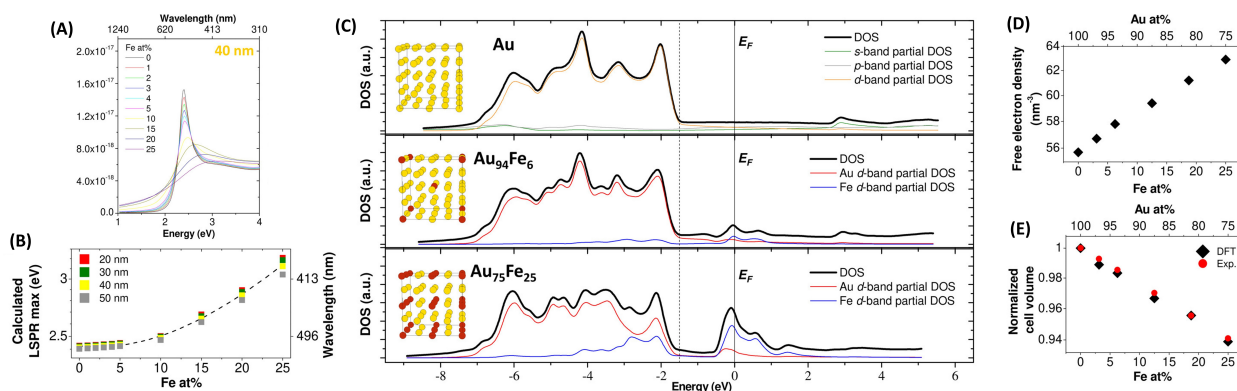 (A)
Wavelength (nm)
1240 620 413 310
40 nm
Fe at%
0
1
2
3
4
5
10
15
20
25
2.0x10⁻¹⁷
1.6x10⁻¹⁷
1.2x10⁻¹⁷
8.0x10⁻¹⁸
4.0x10⁻¹⁸
0.0
1 2 3 4
Energy (eV)
(B)
20 nm
30 nm
40 nm
50 nm
Calculated
LSPR max (eV)
3
2.5
413
496
Wavelength (nm)
0 5 10 15 20 25
Fe at%
(C)
Au
E_F
DOS
s-band partial DOS
p-band partial DOS
d-band partial DOS
DOS (a.u.)
Au₉₄Fe₆
E_F
DOS
Au d-band partial DOS
Fe d-band partial DOS
DOS (a.u.)
Au₇₅Fe₂₅
E_F
DOS
Au d-band partial DOS
Fe d-band partial DOS
DOS (a.u.)
-8 -6 -4 -2 0 2 4 6
Energy (eV)
(D)
Au at%
100 95 90 85 80 75
Free electron density
(nm⁻³)
64
62
60
58
56
0 5 10 15 20 25
Fe at%
(E)
Au at%
100 95 90 85 80 75
DFT
Exp.
Normalized
cell volume
1
0.98
0.96
0.94
0 5 10 15 20 25
Fe at%